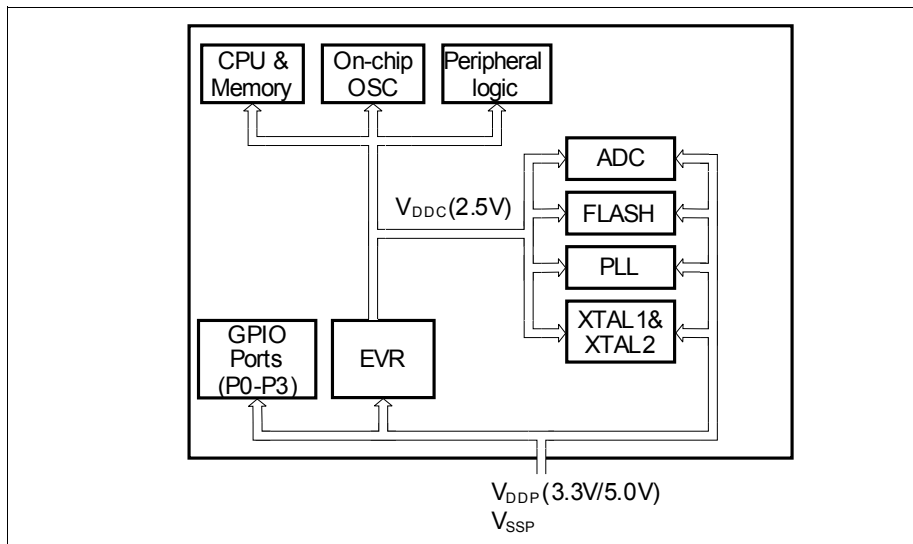 CPU &
Memory
On-chip
OSC
Peripheral
logic
ADC
VDDC(2.5V)
FLASH
PLL
GPIO
Ports
(P0-P3)
EVR
XTAL1&
XTAL2
VDDP(3.3V/5.0V)
VSSP